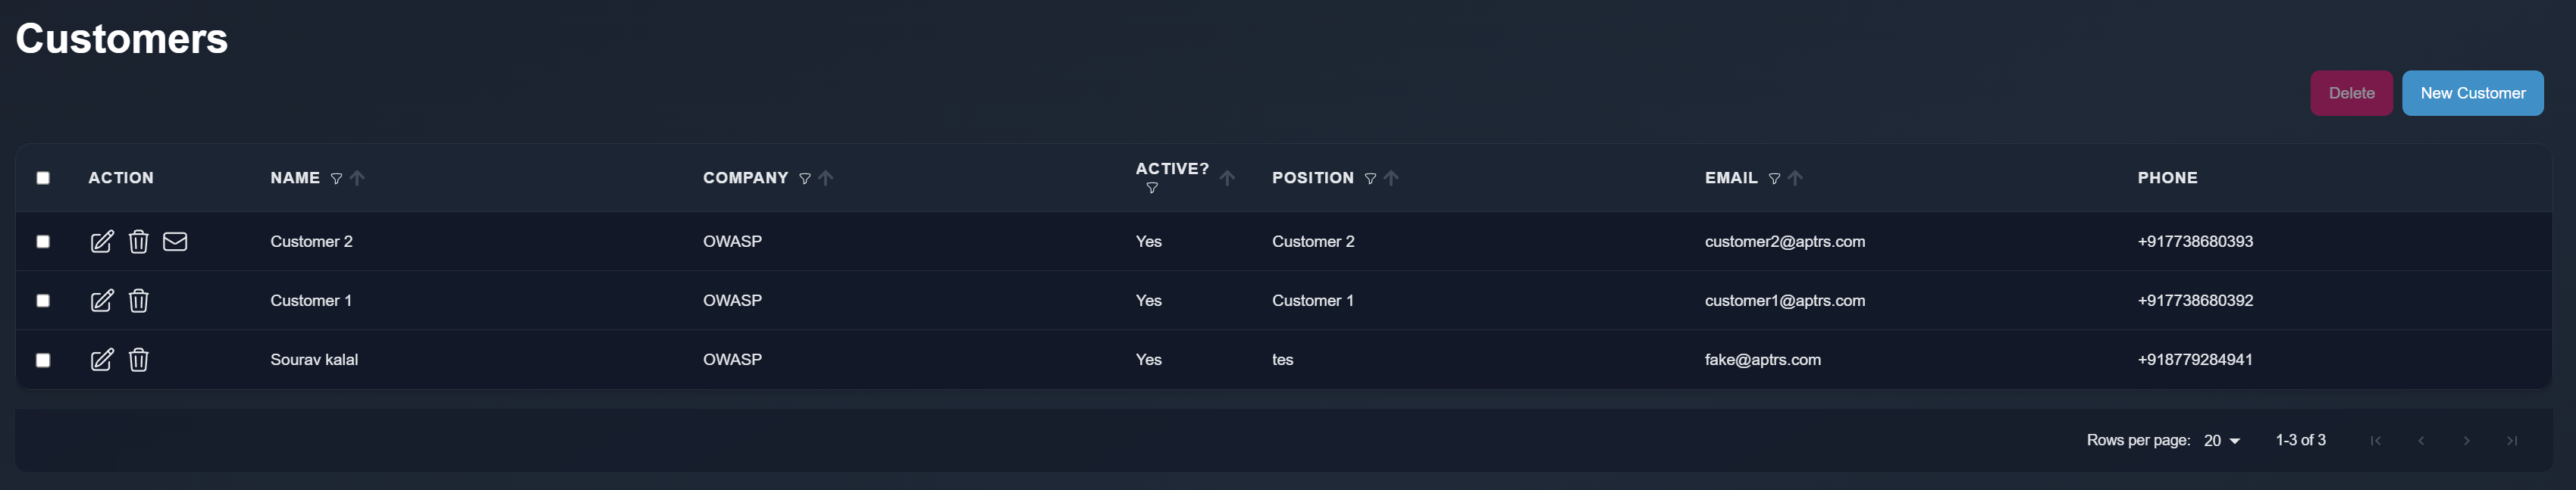 Customers
Delete New Customer
ACTION NAME COMPANY ACTIVE? POSITION EMAIL PHONE
Customer 2 OWASP Yes Customer 2 customer2@aptrs.com +917738680393
Customer 1 OWASP Yes Customer 1 customer1@aptrs.com +917738680392
Sourav kalal OWASP Yes tes fake@aptrs.com +918779284941
Rows per page: 20 1-3 of 3